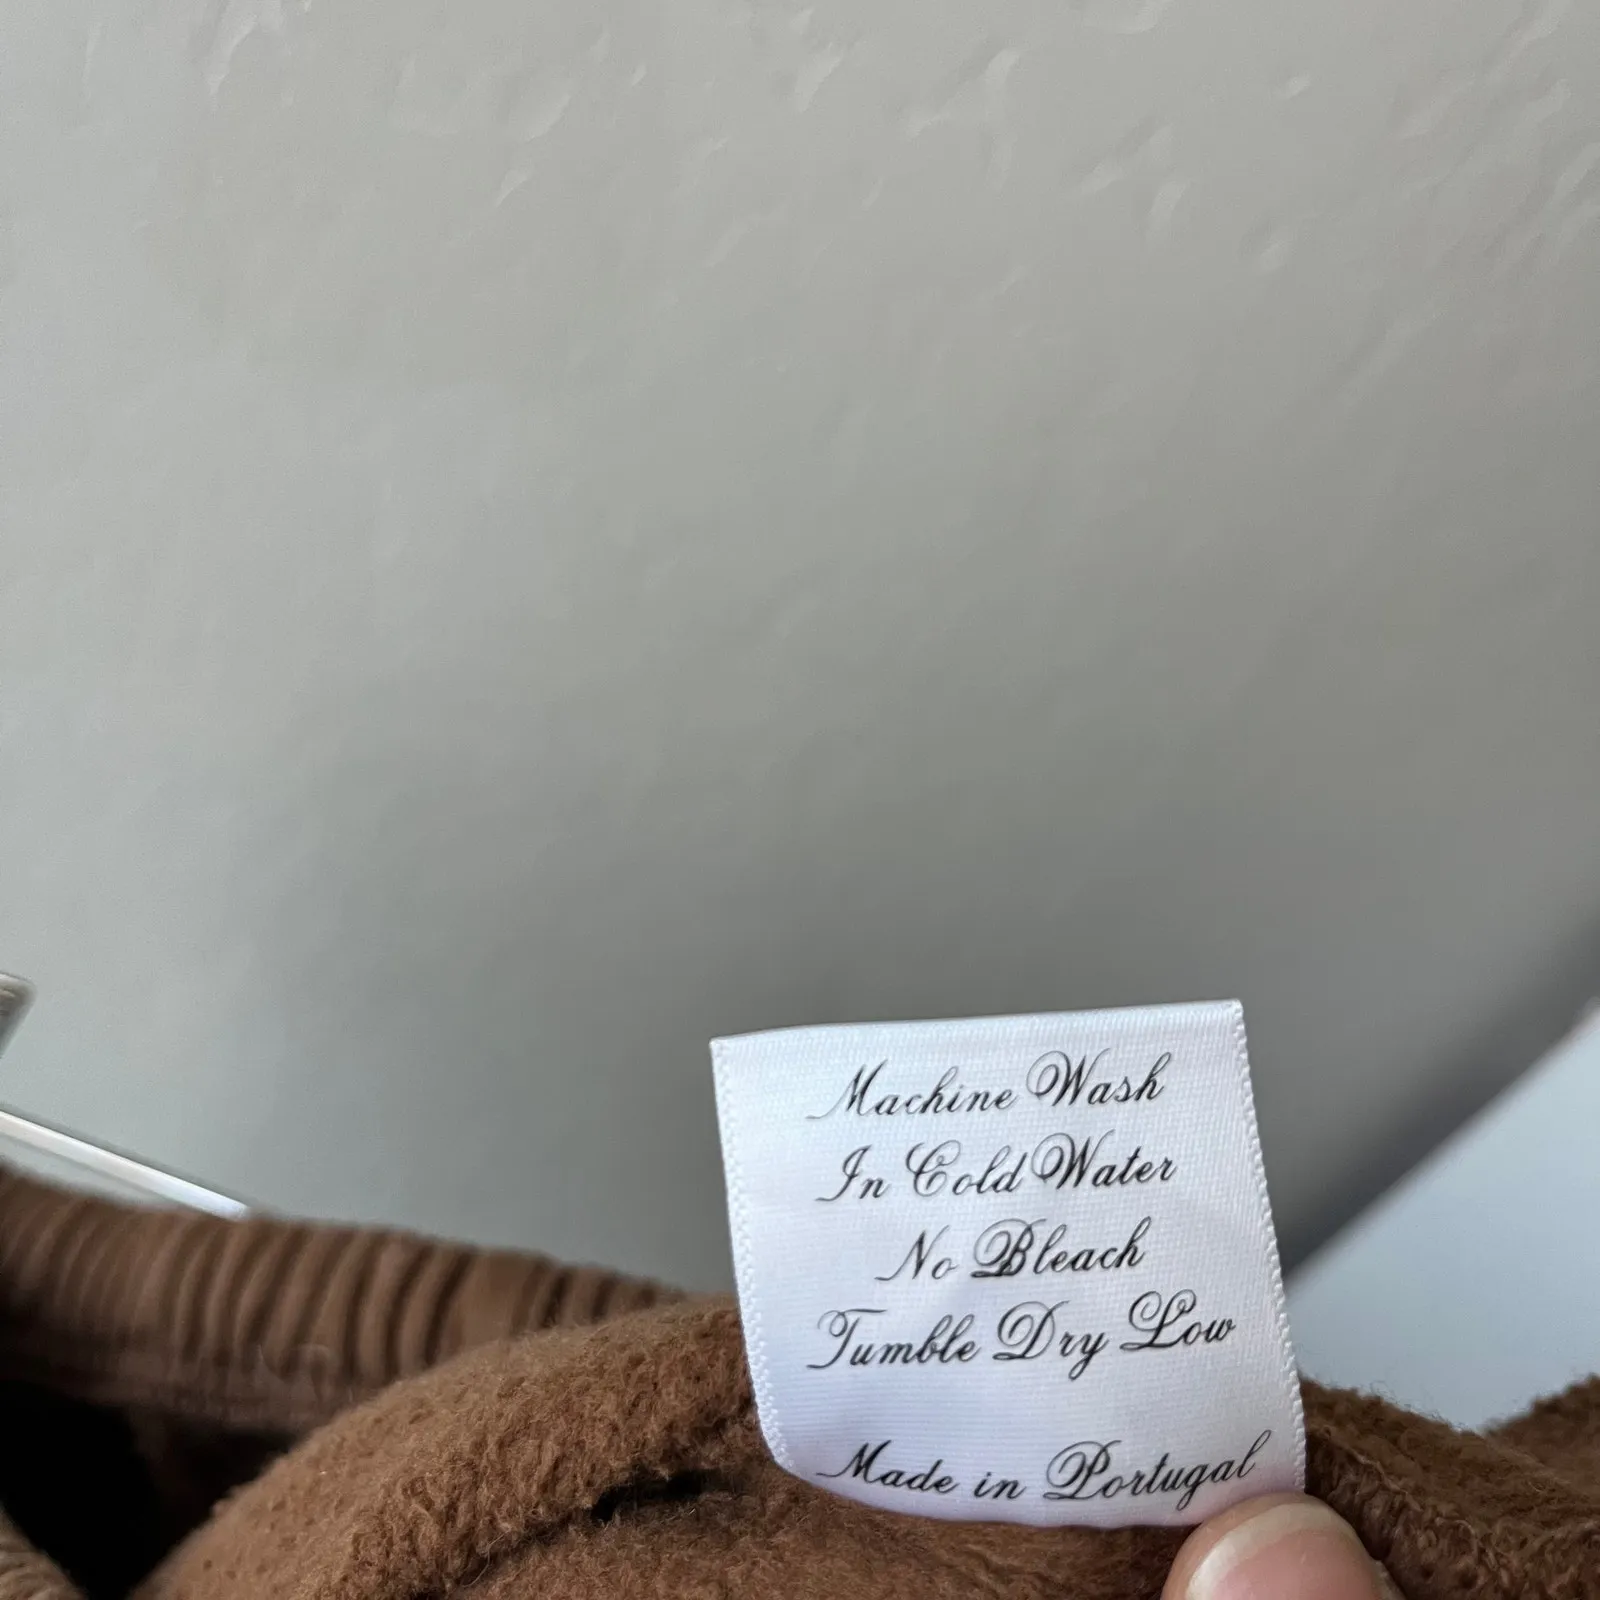 Machine Wash
In Cold Water
No Bleach
Tumble Dry Low
Made in Portugal